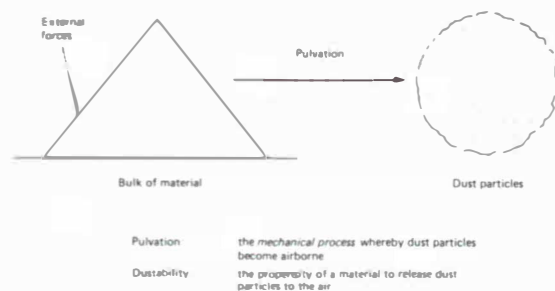 External
forces
Pulvation
Bulk of material
Dust particles
Pulvation the mechanical process whereby dust particles
become airborne
Dustability the propensity of a material to release dust
particles to the air